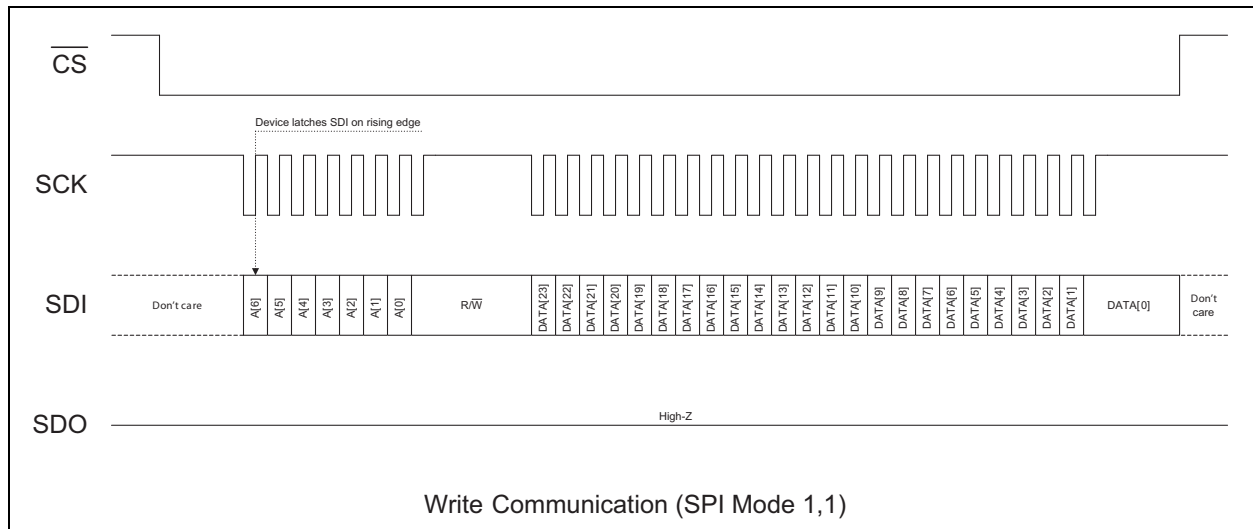 CS
Device latches SDI on rising edge
SCK
SDI
Don't care
A[6]
A[5]
A[4]
A[3]
A[2]
A[1]
A[0]
R/W
DATA[23]
DATA[22]
DATA[21]
DATA[20]
DATA[19]
DATA[18]
DATA[17]
DATA[16]
DATA[15]
DATA[14]
DATA[13]
DATA[12]
DATA[11]
DATA[10]
DATA[9]
DATA[8]
DATA[7]
DATA[6]
DATA[5]
DATA[4]
DATA[3]
DATA[2]
DATA[1]
DATA[0]
Don't
care
SDO
High-Z
Write Communication (SPI Mode 1,1)